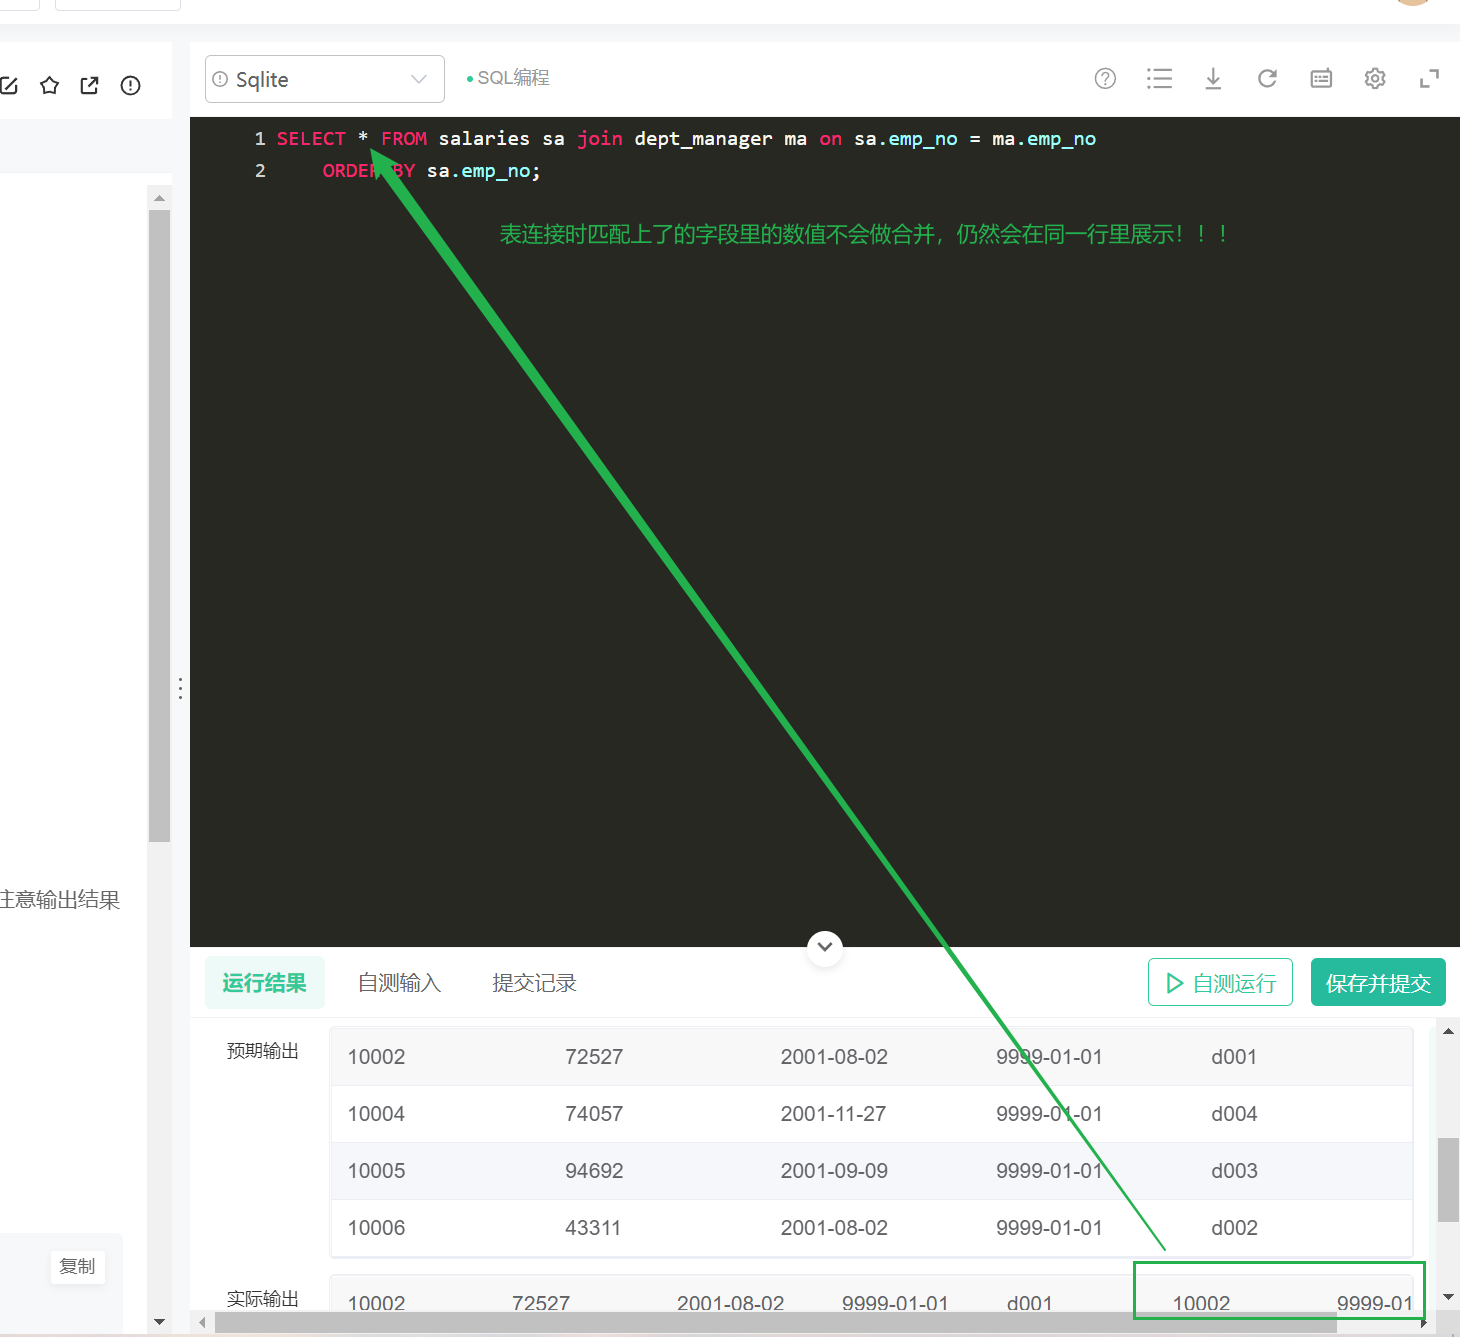 Sqlite
SQL编程
1 SELECT * FROM salaries sa join dept_manager ma on sa.emp_no = ma.emp_no
2 ORDER BY sa.emp_no;
表连接时匹配上了的字段里的数值不会做合并，仍然会在同一行里展示！！！
注意输出结果
运行结果 自测输入 提交记录 自测运行 保存并提交
预期输出 10002 72527 2001-08-02 9999-01-01 d001
10004 74057 2001-11-27 9999-01-01 d004
10005 94692 2001-09-09 9999-01-01 d003
10006 43311 2001-08-02 9999-01-01 d002
复制
实际输出 10002 72527 2001-08-02 9999-01-01 d001 10002 9999-01